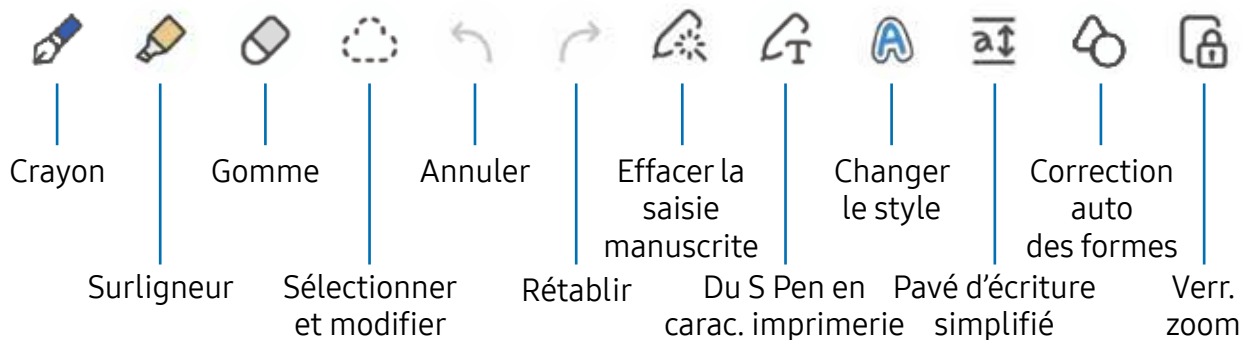 Crayon
Gomme
Annuler
Effacer la
saisie
manuscrite
Changer
le style
Correction
auto
des formes
Surligneur
Sélectionner
et modifier
Rétablir
Du S Pen en
carac. imprimerie
Pavé d'écriture
simplifié
Verr.
zoom